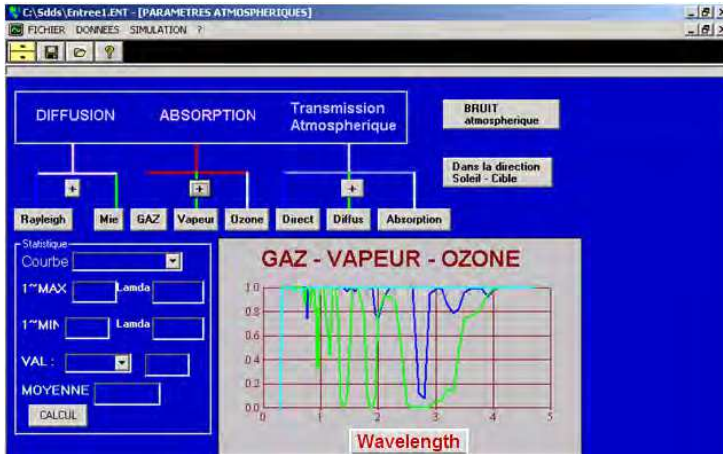 C:\Sdds\Entree1.ENT - [PARAMETRES ATMOSPHERIQUES]
FICHIER DONNEES SIMULATION ?
DIFFUSION ABSORPTION Transmission
Atmospherique
BRUIT
atmospherique
Dans la direction
Soleil - Cible
+ + +
Rayleigh Mie GAZ Vapeur Ozone Direct Diffus Absorption
Statistique
Courbe
1~MAX Lamda
1~MIN Lamda
VAL :
MOYENNE
CALCUL
GAZ - VAPEUR - OZONE
1.0
0.8
0.6
0.4
0.2
0.0
0 1 2 3 4 5
Wavelength